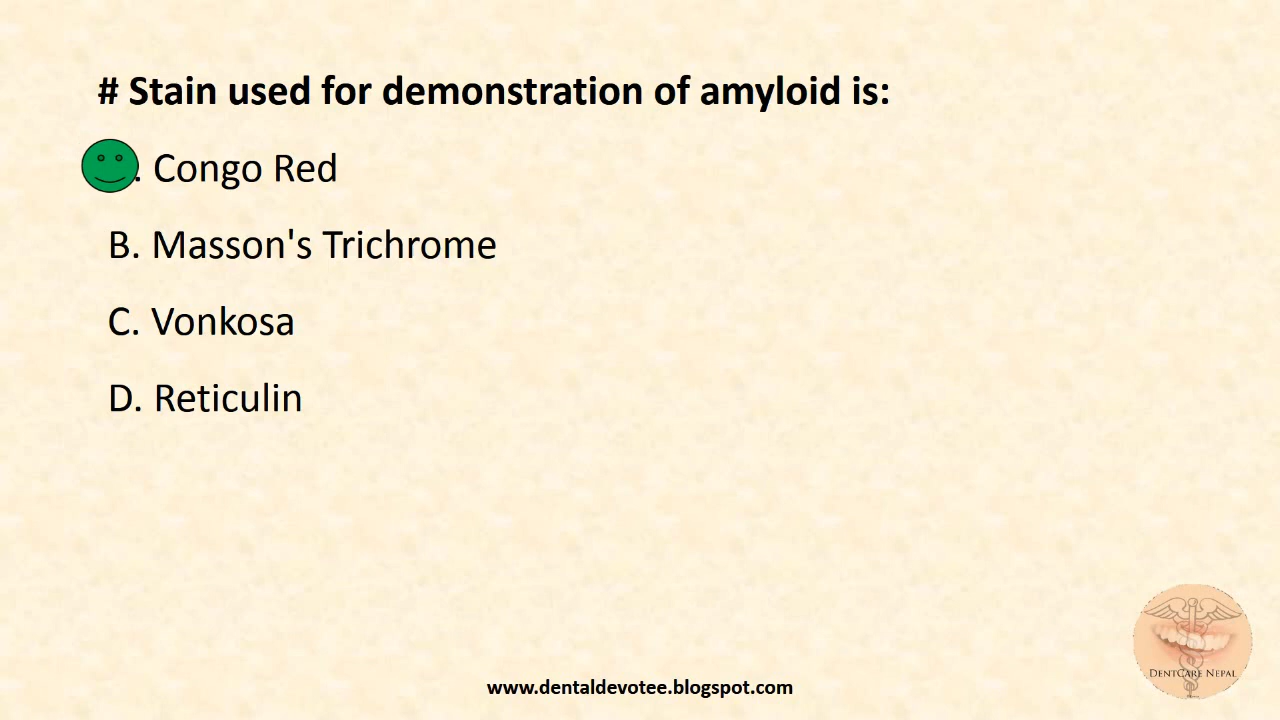 # Stain used for demonstration of amyloid is:
. Congo Red
B. Masson's Trichrome
C. Vonkosa
D. Reticulin
DENTCARE NEPAL
www.dentaldevotee.blogspot.com